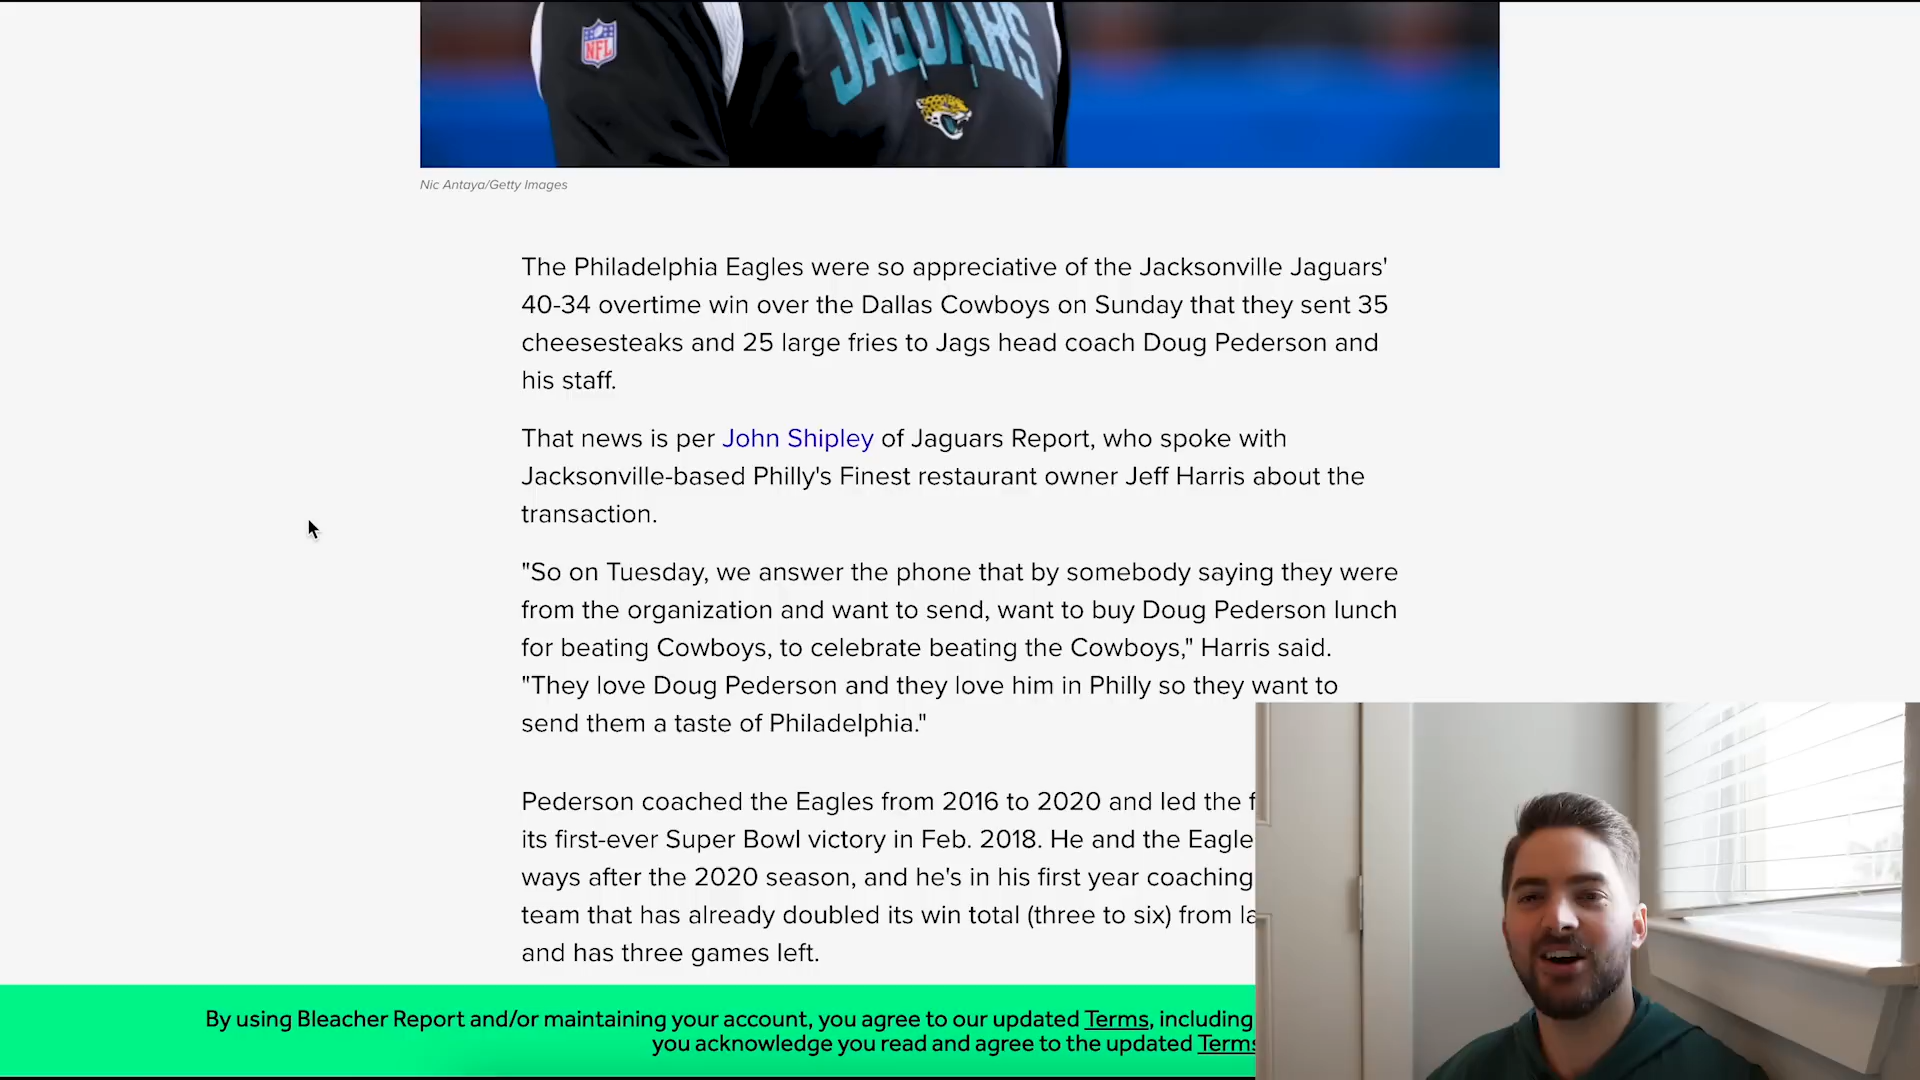 NFL
JAGUARS
Nic Antaya/Getty Images
The Philadelphia Eagles were so appreciative of the Jacksonville Jaguars'
40-34 overtime win over the Dallas Cowboys on Sunday that they sent 35
cheesesteaks and 25 large fries to Jags head coach Doug Pederson and
his staff.
That news is per John Shipley of Jaguars Report, who spoke with
Jacksonville-based Philly's Finest restaurant owner Jeff Harris about the
transaction.
"So on Tuesday, we answer the phone that by somebody saying they were
from the organization and want to send, want to buy Doug Pederson lunch
for beating Cowboys, to celebrate beating the Cowboys," Harris said.
"They love Doug Pederson and they love him in Philly so they want to
send them a taste of Philadelphia."
Pederson coached the Eagles from 2016 to 2020 and led the f
its first-ever Super Bowl victory in Feb. 2018. He and the Eagle
ways after the 2020 season, and he's in his first year coaching
team that has already doubled its win total (three to six) from la
and has three games left.
By using Bleacher Report and/or maintaining your account, you agree to our updated Terms, including
you acknowledge you read and agree to the updated Terms